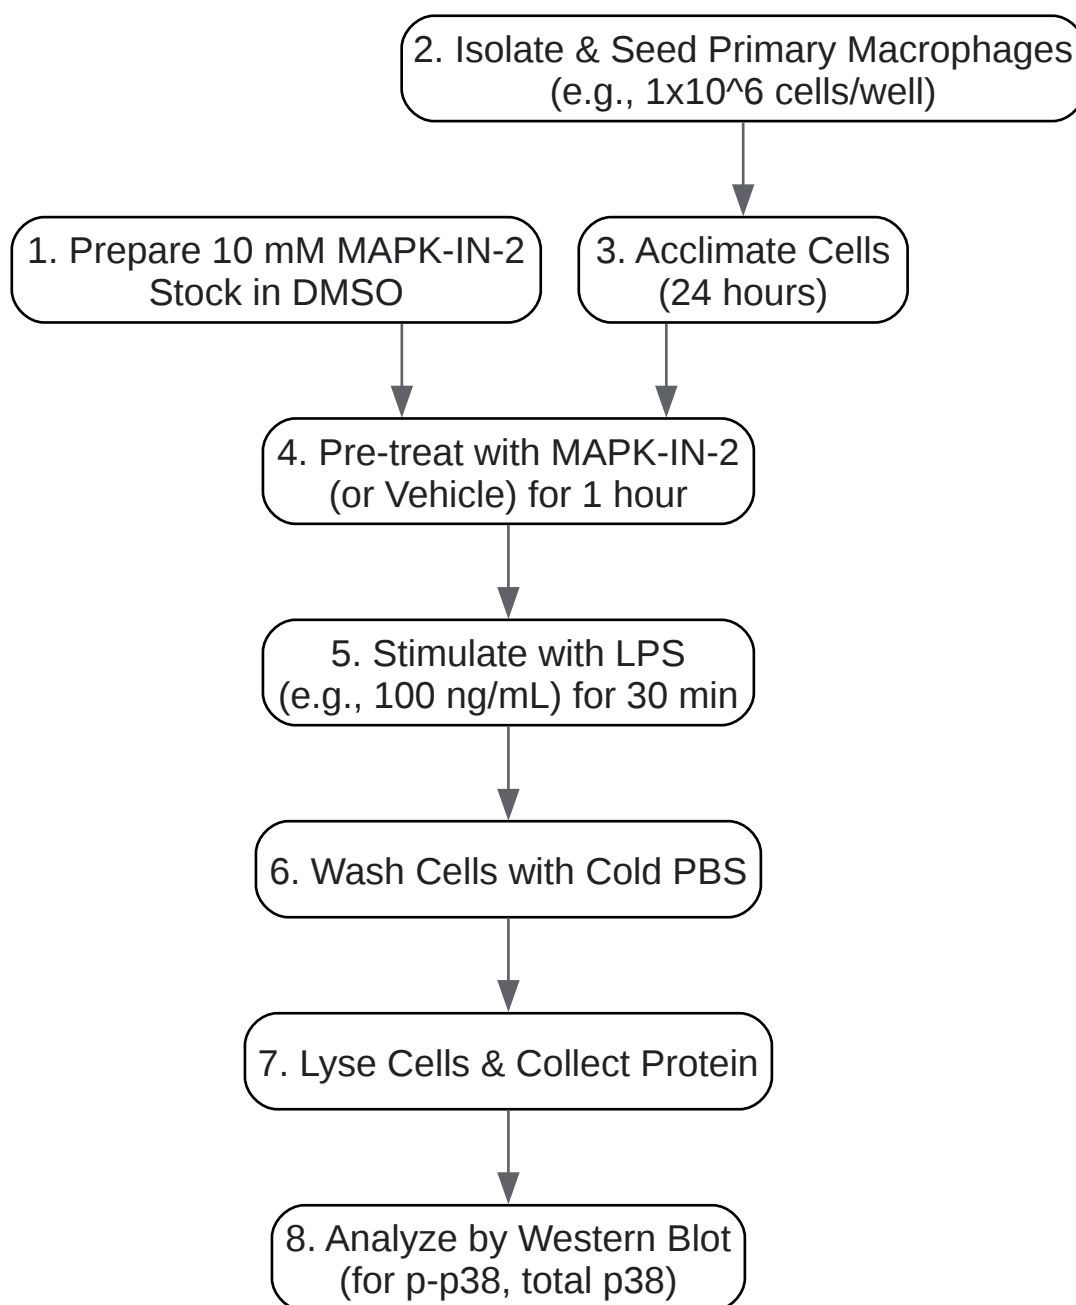 2. Isolate & Seed Primary Macrophages
(e.g., 1x10^6 cells/well)
1. Prepare 10 mM MAPK-IN-2
Stock in DMSO
3. Acclimate Cells
(24 hours)
4. Pre-treat with MAPK-IN-2
(or Vehicle) for 1 hour
5. Stimulate with LPS
(e.g., 100 ng/mL) for 30 min
6. Wash Cells with Cold PBS
7. Lyse Cells & Collect Protein
8. Analyze by Western Blot
(for p-p38, total p38)